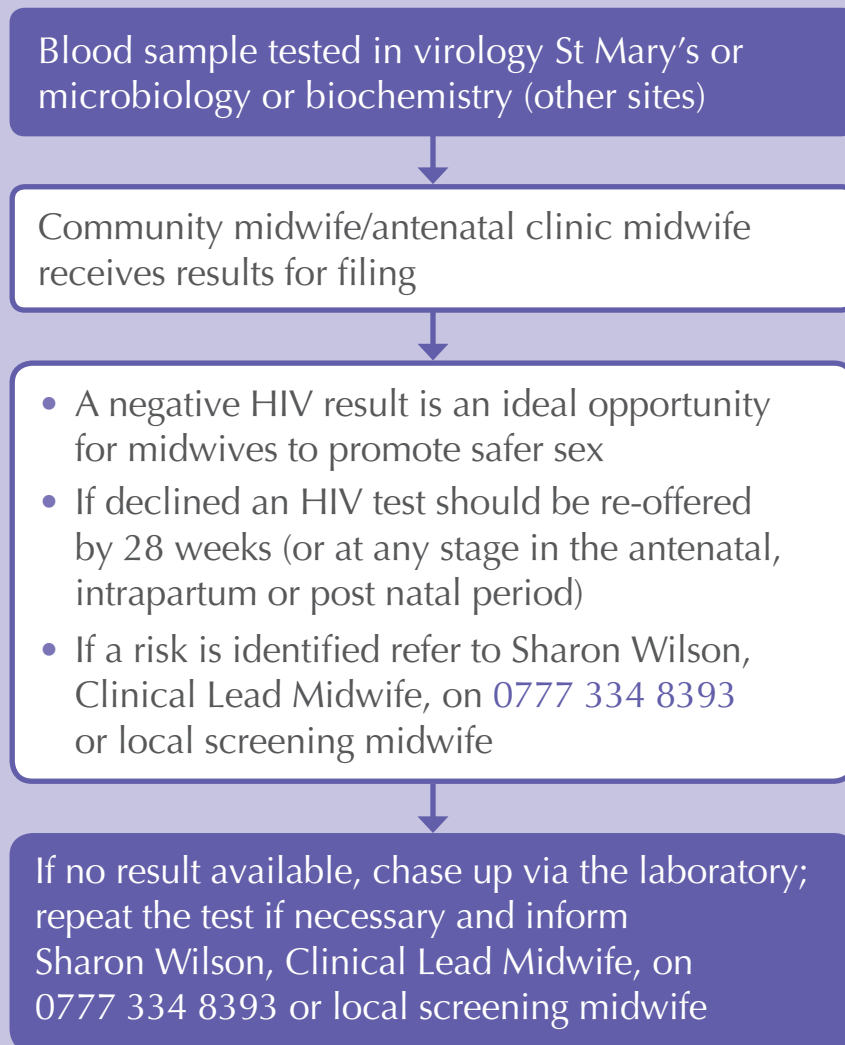 Blood sample tested in virology St Mary’s or
microbiology or biochemistry (other sites)
Community midwife/antenatal clinic midwife
receives results for filing
• A negative HIV result is an ideal opportunity
for midwives to promote safer sex
• If declined an HIV test should be re-offered
by 28 weeks (or at any stage in the antenatal,
intrapartum or post natal period)
• If a risk is identified refer to Sharon Wilson,
Clinical Lead Midwife, on 0777 334 8393
or local screening midwife
If no result available, chase up via the laboratory;
repeat the test if necessary and inform
Sharon Wilson, Clinical Lead Midwife, on
0777 334 8393 or local screening midwife